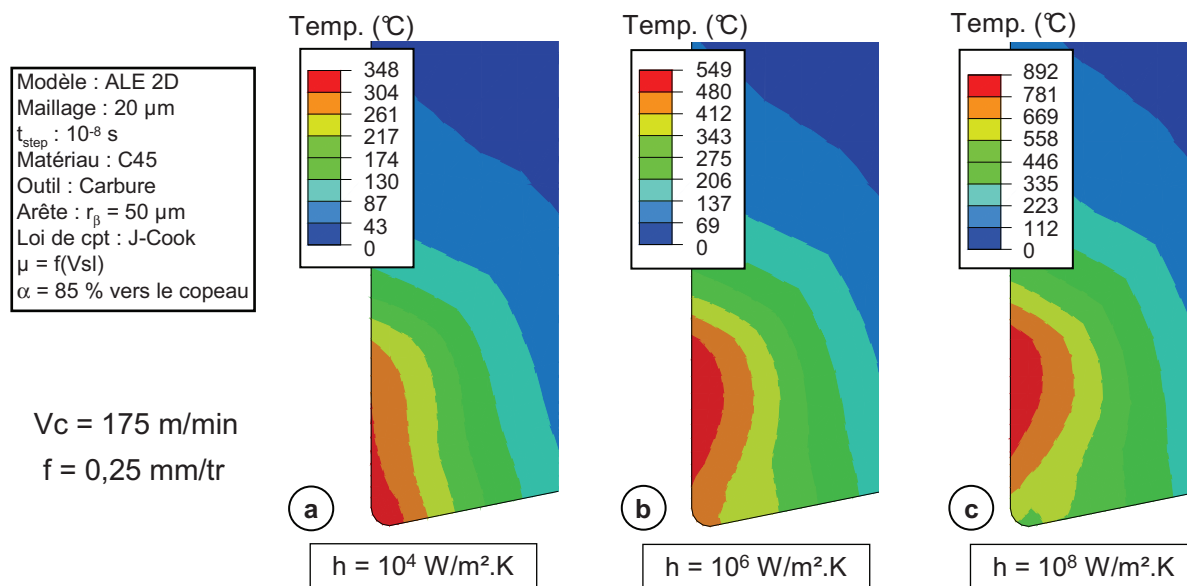 Modèle : ALE 2D
Maillage : 20 µm
t_step : 10⁻⁸ s
Matériau : C45
Outil : Carbure
Arête : r_β = 50 µm
Loi de cpt : J-Cook
µ = f(Vsl)
α = 85 % vers le copeau
Vc = 175 m/min
f = 0,25 mm/tr
Temp. (°C)
348
304
261
217
174
130
87
43
0
a
h = 10⁴ W/m².K
Temp. (°C)
549
480
412
343
275
206
137
69
0
b
h = 10⁶ W/m².K
Temp. (°C)
892
781
669
558
446
335
223
112
0
c
h = 10⁸ W/m².K